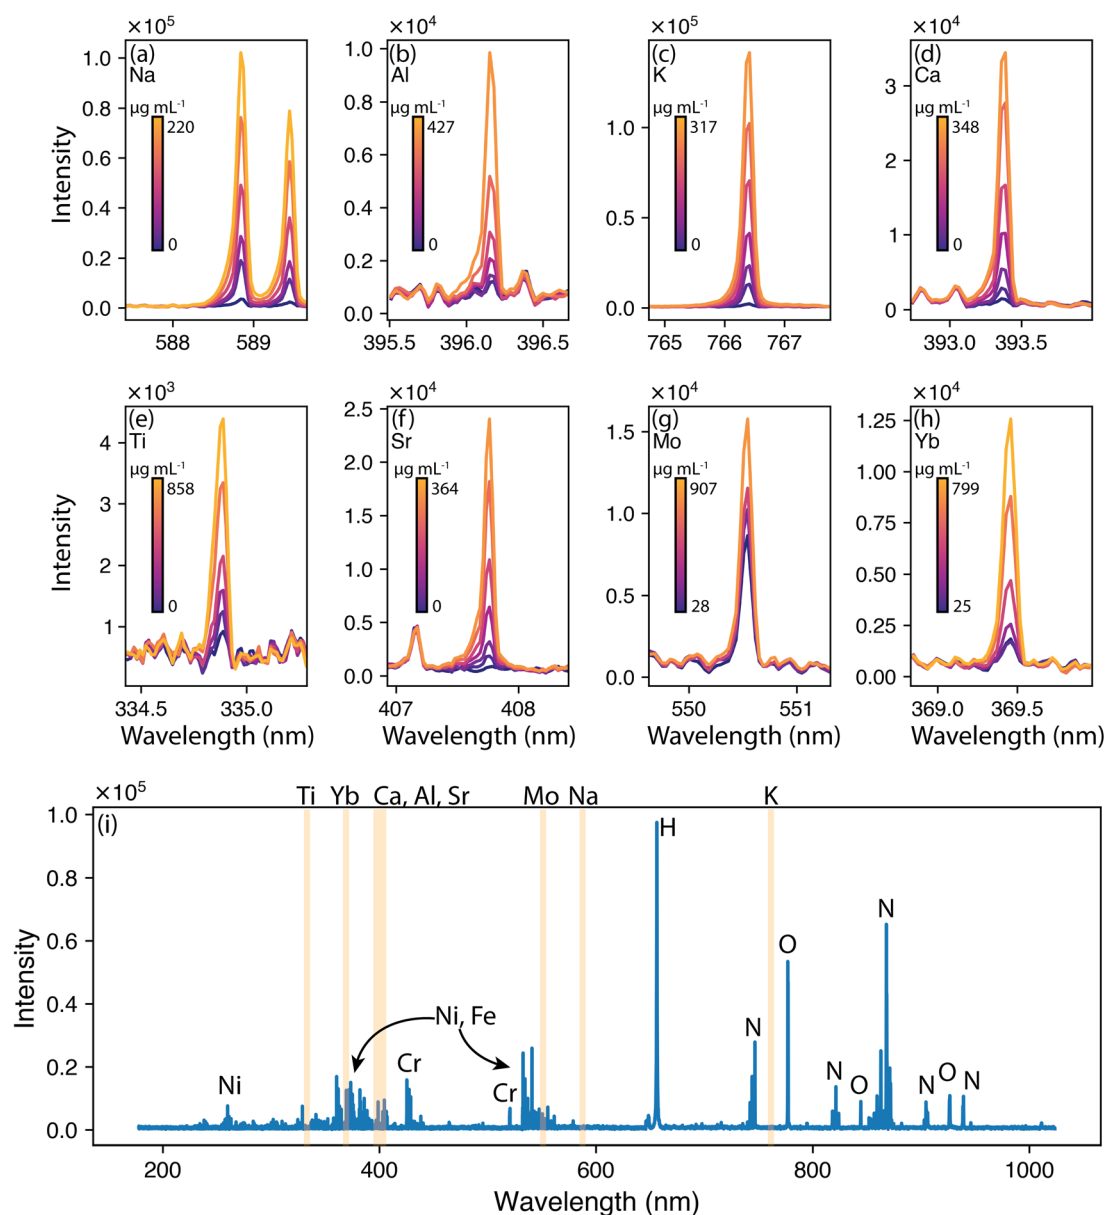 ×10⁵ ×10⁴ ×10⁵ ×10⁴
(a) (b) (c) (d)
Na Al K Ca
µg mL⁻¹ µg mL⁻¹ µg mL⁻¹ µg mL⁻¹
220 427 317 348
0 0 0 0
Intensity
1.0 0.8 0.6 0.4 0.2 0.0
1.0 0.8 0.6 0.4 0.2 0.0
1.0 0.5 0.0
3 2 1 0
588 589 395.5 396.0 396.5 765 766 767 393.0 393.5
×10³ ×10⁴ ×10⁴ ×10⁴
(e) (f) (g) (h)
Ti Sr Mo Yb
µg mL⁻¹ µg mL⁻¹ µg mL⁻¹ µg mL⁻¹
858 364 907 799
0 0 28 25
Intensity
4 3 2 1
2.5 2.0 1.5 1.0 0.5 0.0
1.5 1.0 0.5 0.0
1.25 1.00 0.75 0.50 0.25 0.00
334.5 335.0 407 408 550 551 369.0 369.5
Wavelength (nm) Wavelength (nm) Wavelength (nm) Wavelength (nm)
×10⁵ Ti Yb Ca, Al, Sr Mo Na K
(i)
1.0 0.8 0.6 0.4 0.2 0.0
Intensity
H
N
O
Ni, Fe
N
Cr
Ni Cr N O N O N
200 400 600 800 1000
Wavelength (nm)